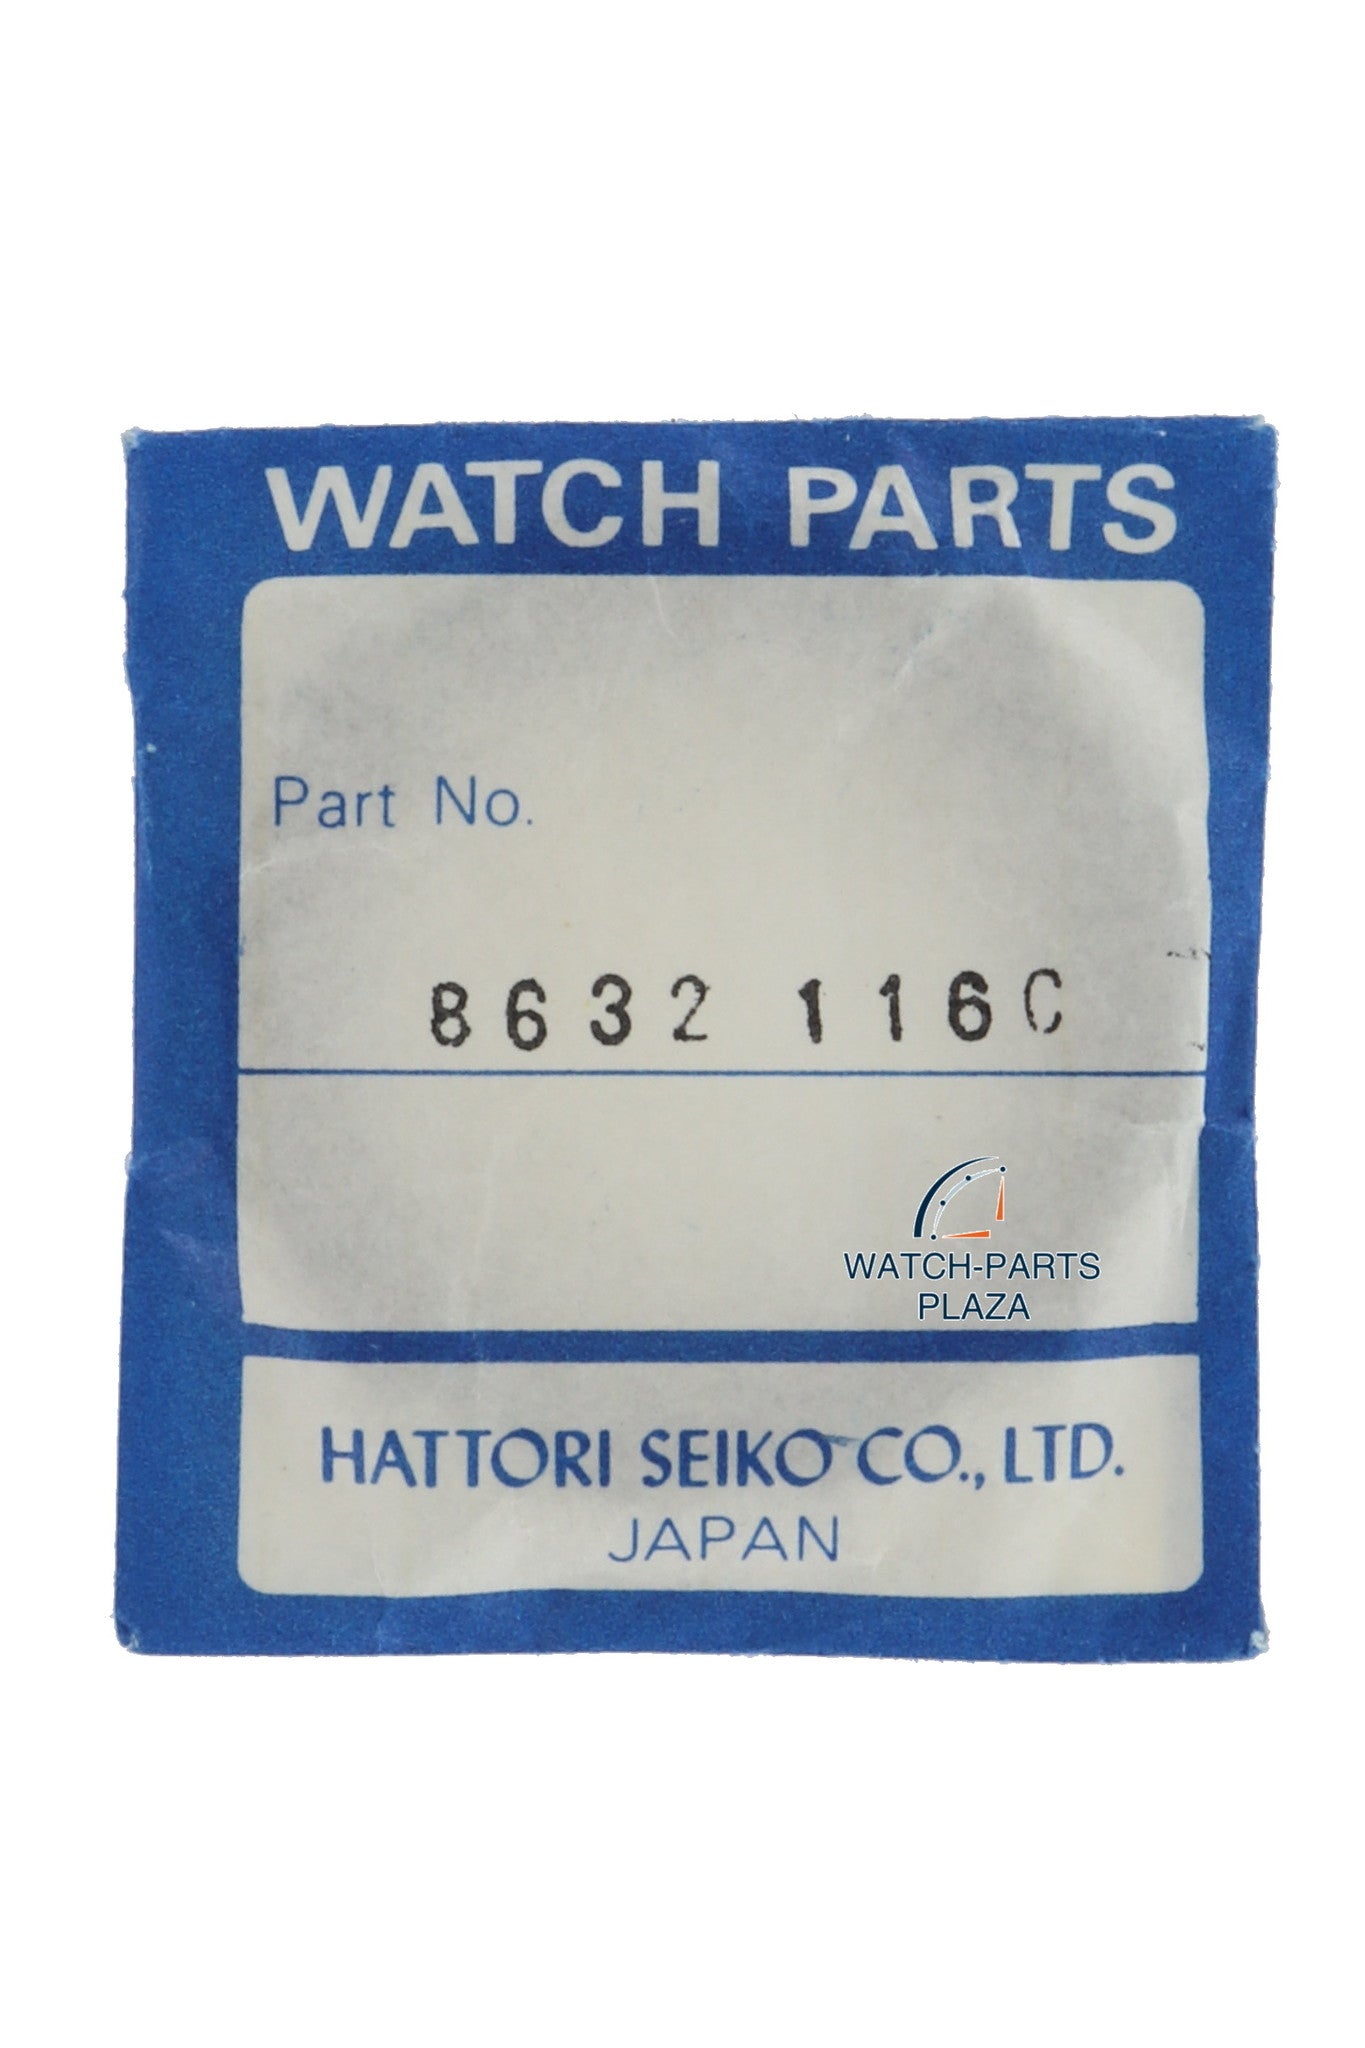 WATCH PARTS
Part No.
8632 116C
WATCH-PARTS
PLAZA
HATTORI SEIKO CO., LTD.
JAPAN